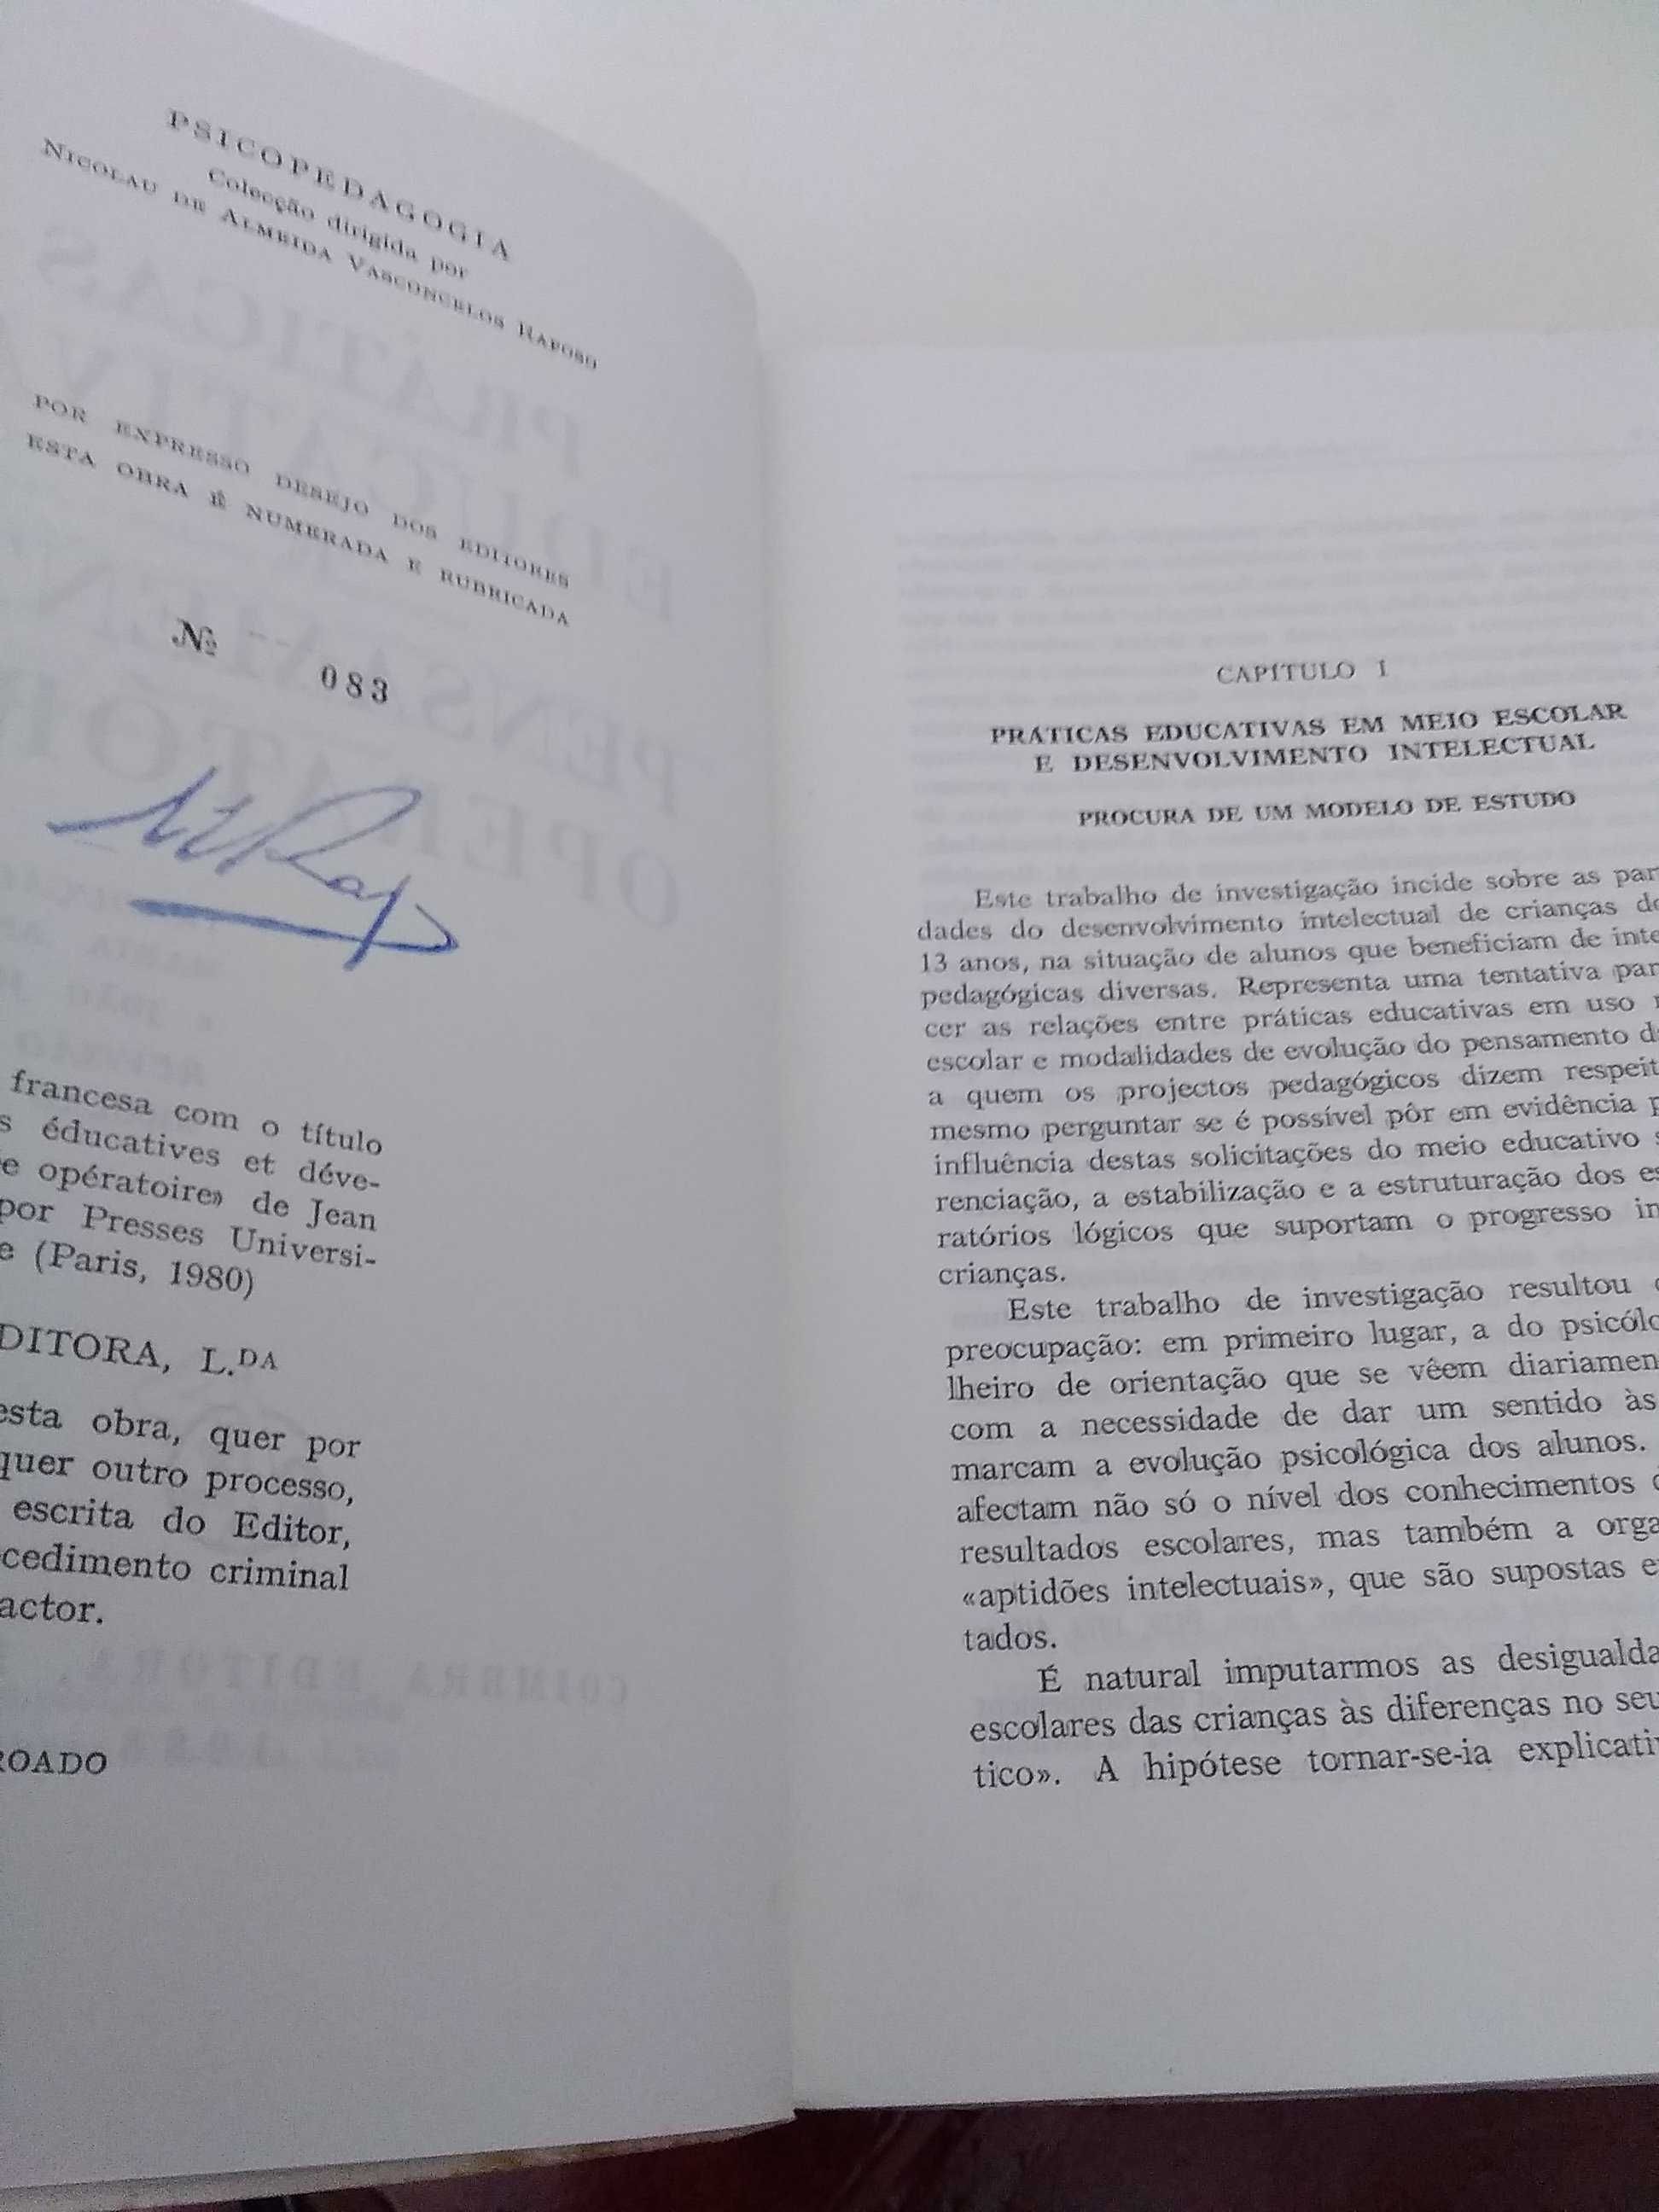 PSICOPEDAGOGIA
Colecção dirigida por
NICOLAU DE ALMEIDA VASCONCELOS RAPOSO
POR EXPRESSO DESEJO DOS EDITORES
ESTA OBRA É NUMERADA E RUBRICADA
№ 083
francesa com o título
s éducatives et déve-
e opératoire» de Jean
por Presses Universi-
e (Paris, 1980)
DITORA, L.DA
esta obra, quer por
quer outro processo,
escrita do Editor,
cedimento criminal
actor.
ROADO
CAPÍTULO I
PRÁTICAS EDUCATIVAS EM MEIO ESCOLAR
E DESENVOLVIMENTO INTELECTUAL
PROCURA DE UM MODELO DE ESTUDO
Este trabalho de investigação incide sobre as par
dades do desenvolvimento intelectual de crianças de
13 anos, na situação de alunos que beneficiam de inte
pedagógicas diversas. Representa uma tentativa par
cer as relações entre práticas educativas em uso
escolar e modalidades de evolução do pensamento d
a quem os projectos pedagógicos dizem respeit
mesmo perguntar se é possível pôr em evidência p
influência destas solicitações do meio educativo s
renciação, a estabilização e a estruturação dos es
ratórios lógicos que suportam o progresso in
crianças.
Este trabalho de investigação resultou
preocupação: em primeiro lugar, a do psicólo
lheiro de orientação que se vêem diariamen
com a necessidade de dar um sentido às
marcam a evolução psicológica dos alunos.
afectam não só o nível dos conhecimentos
resultados escolares, mas também a orga
«aptidões intelectuais», que são supostas e
tados.
É natural imputarmos as desigualda
escolares das crianças às diferenças no seu
tico». A hipótese tornar-se-ia explicati